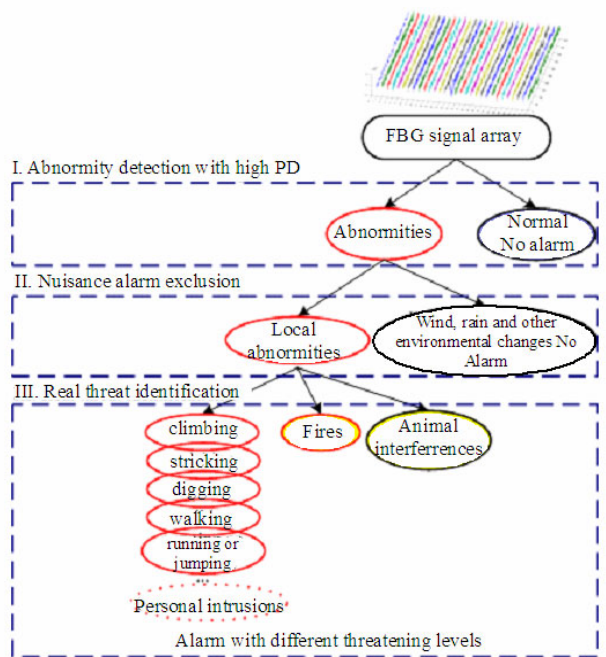 FBG signal array
I. Abnormity detection with high PD
Abnormities
Normal
No alarm
II. Nuisance alarm exclusion
Local
abnormities
Wind, rain and other
environmental changes No
Alarm
III. Real threat identification
climbing
stricking
digging
walking
running or
jumping
...
Personal intrusions
Fires
Animal
interferrences
Alarm with different threatening levels